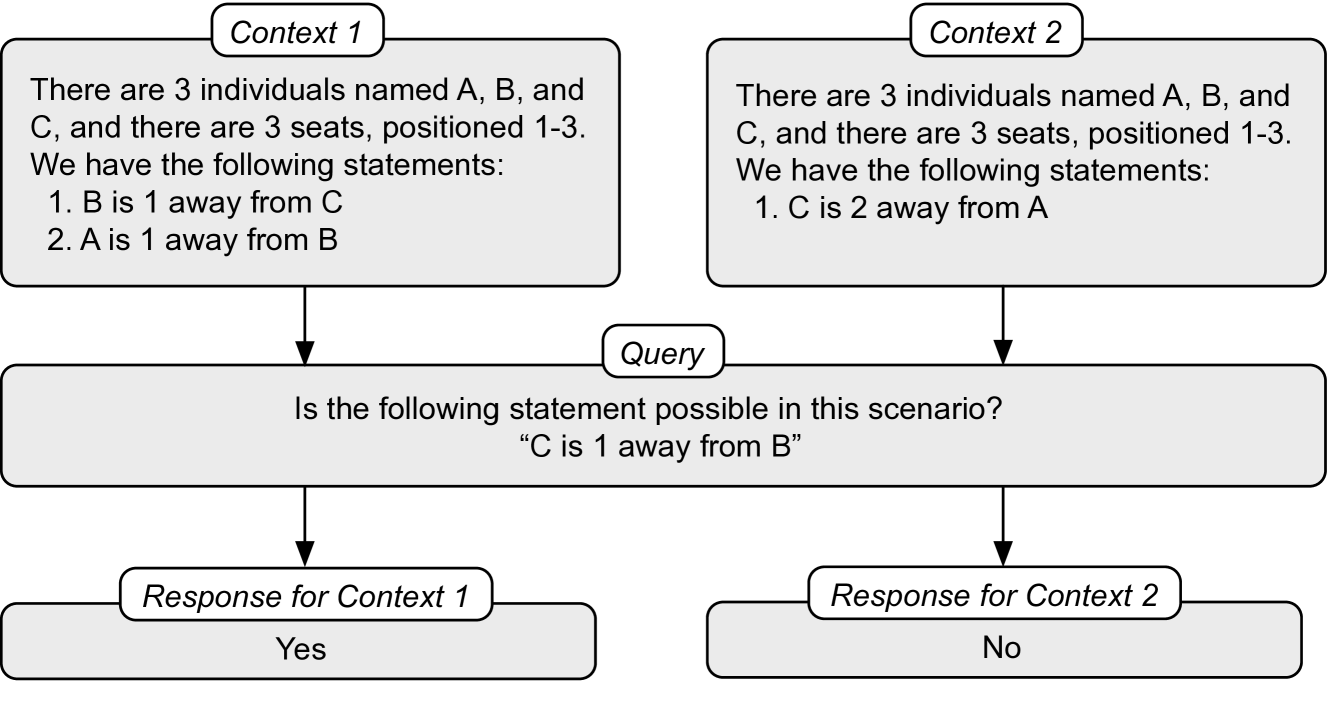 Context 1
There are 3 individuals named A, B, and
C, and there are 3 seats, positioned 1-3.
We have the following statements:
1. B is 1 away from C
2. A is 1 away from B
Context 2
There are 3 individuals named A, B, and
C, and there are 3 seats, positioned 1-3.
We have the following statements:
1. C is 2 away from A
Query
Is the following statement possible in this scenario?
“C is 1 away from B”
Response for Context 1
Yes
Response for Context 2
No